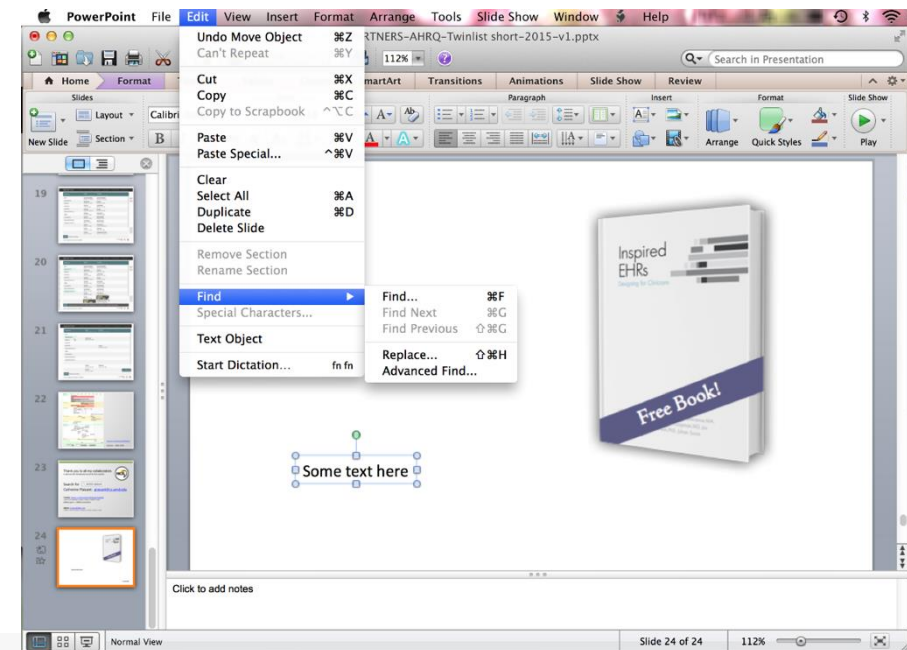 PowerPoint File Edit View Insert Format Arrange Tools Slide Show Window Help
RTNERS-AHRQ-Twinlist short-2015-v1.pptx
112%
Search in Presentation
Home Format
martArt Transitions Animations Slide Show Review
Slides
Paragraph
Insert
Format
Slide Show
New Slide
Layout
Section
Calibri
B
Arrange
Quick Styles
Play
Undo Move Object ⌘Z
Can't Repeat ⌘Y
Cut ⌘X
Copy ⌘C
Copy to Scrapbook ^⌥C
Paste ⌘V
Paste Special... ^⌘V
Clear
Select All ⌘A
Duplicate ⌘D
Delete Slide
Remove Section
Rename Section
Find
Special Characters...
Text Object
Start Dictation... fn fn
Find... ⌘F
Find Next ⌘G
Find Previous ⇧⌘G
Replace... ⇧⌘H
Advanced Find...
19
20
21
22
23
24
Inspired
EHRs
Designing for Clinicians
Free Book!
Some text here
Click to add notes
Normal View
Slide 24 of 24
112%